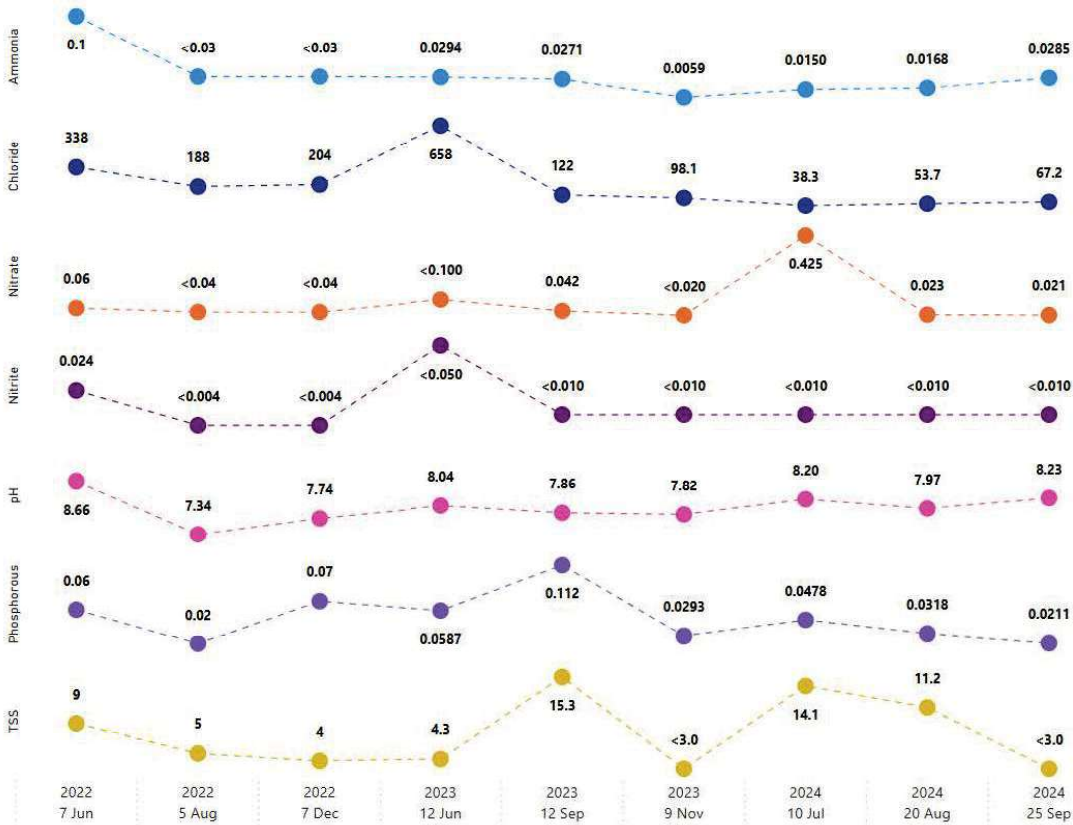 Ammonia
0.1 <0.03 <0.03 0.0294 0.0271 0.0059 0.0150 0.0168 0.0285
Chloride
338 188 204 658 122 98.1 38.3 53.7 67.2
Nitrate
0.06 <0.04 <0.04 <0.100 0.042 <0.020 0.425 0.023 0.021
Nitrite
0.024 <0.004 <0.004 <0.050 <0.010 <0.010 <0.010 <0.010 <0.010
pH
8.66 7.34 7.74 8.04 7.86 7.82 8.20 7.97 8.23
Phosphorous
0.06 0.02 0.07 0.0587 0.112 0.0293 0.0478 0.0318 0.0211
TSS
9 5 4 4.3 15.3 <3.0 14.1 11.2 <3.0
2022 2022 2022 2023 2023 2023 2024 2024 2024
7 Jun 5 Aug 7 Dec 12 Jun 12 Sep 9 Nov 10 Jul 20 Aug 25 Sep